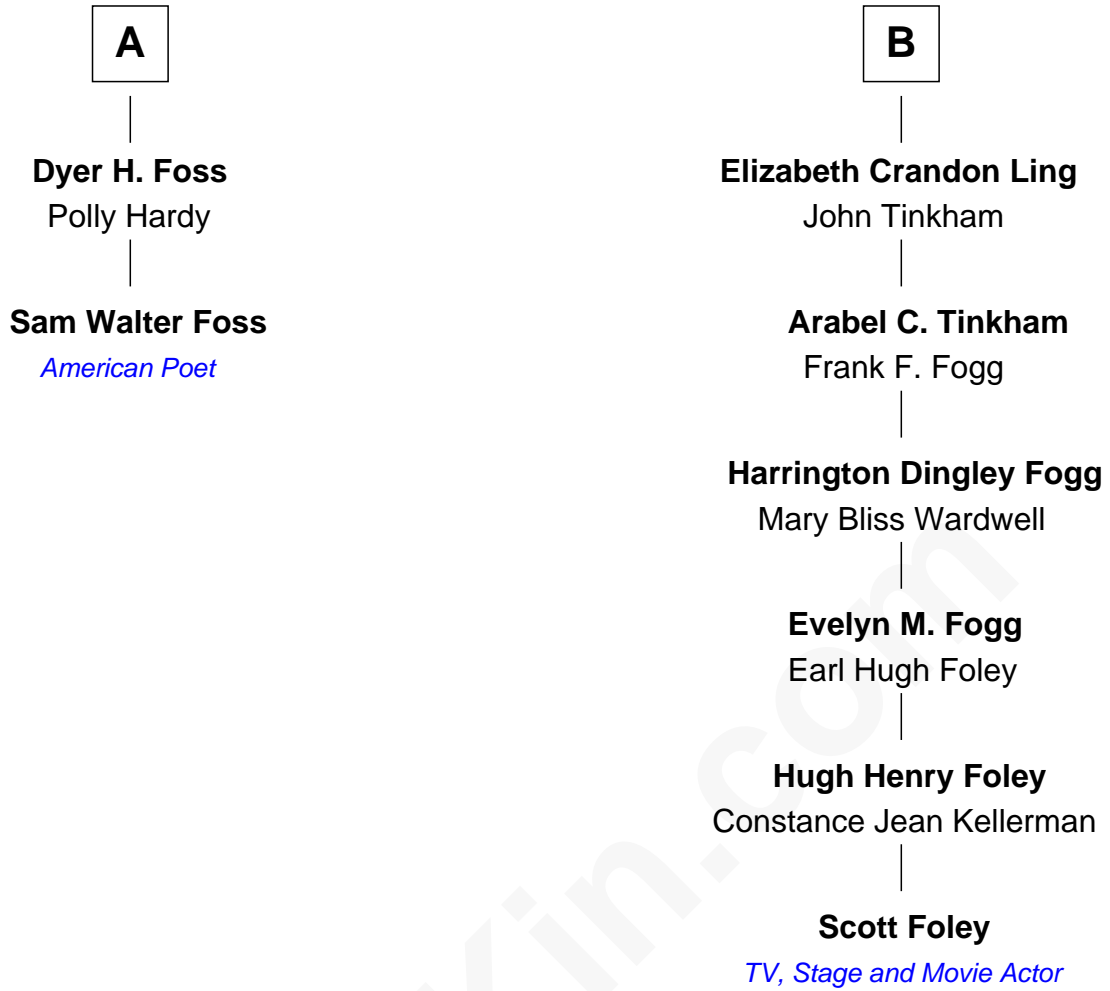 A
Dyer H. Foss
Polly Hardy
Sam Walter Foss
American Poet
B
Elizabeth Crandon Ling
John Tinkham
Arabel C. Tinkham
Frank F. Fogg
Harrington Dingley Fogg
Mary Bliss Wardwell
Evelyn M. Fogg
Earl Hugh Foley
Hugh Henry Foley
Constance Jean Kellerman
Scott Foley
TV, Stage and Movie Actor
Kin.com